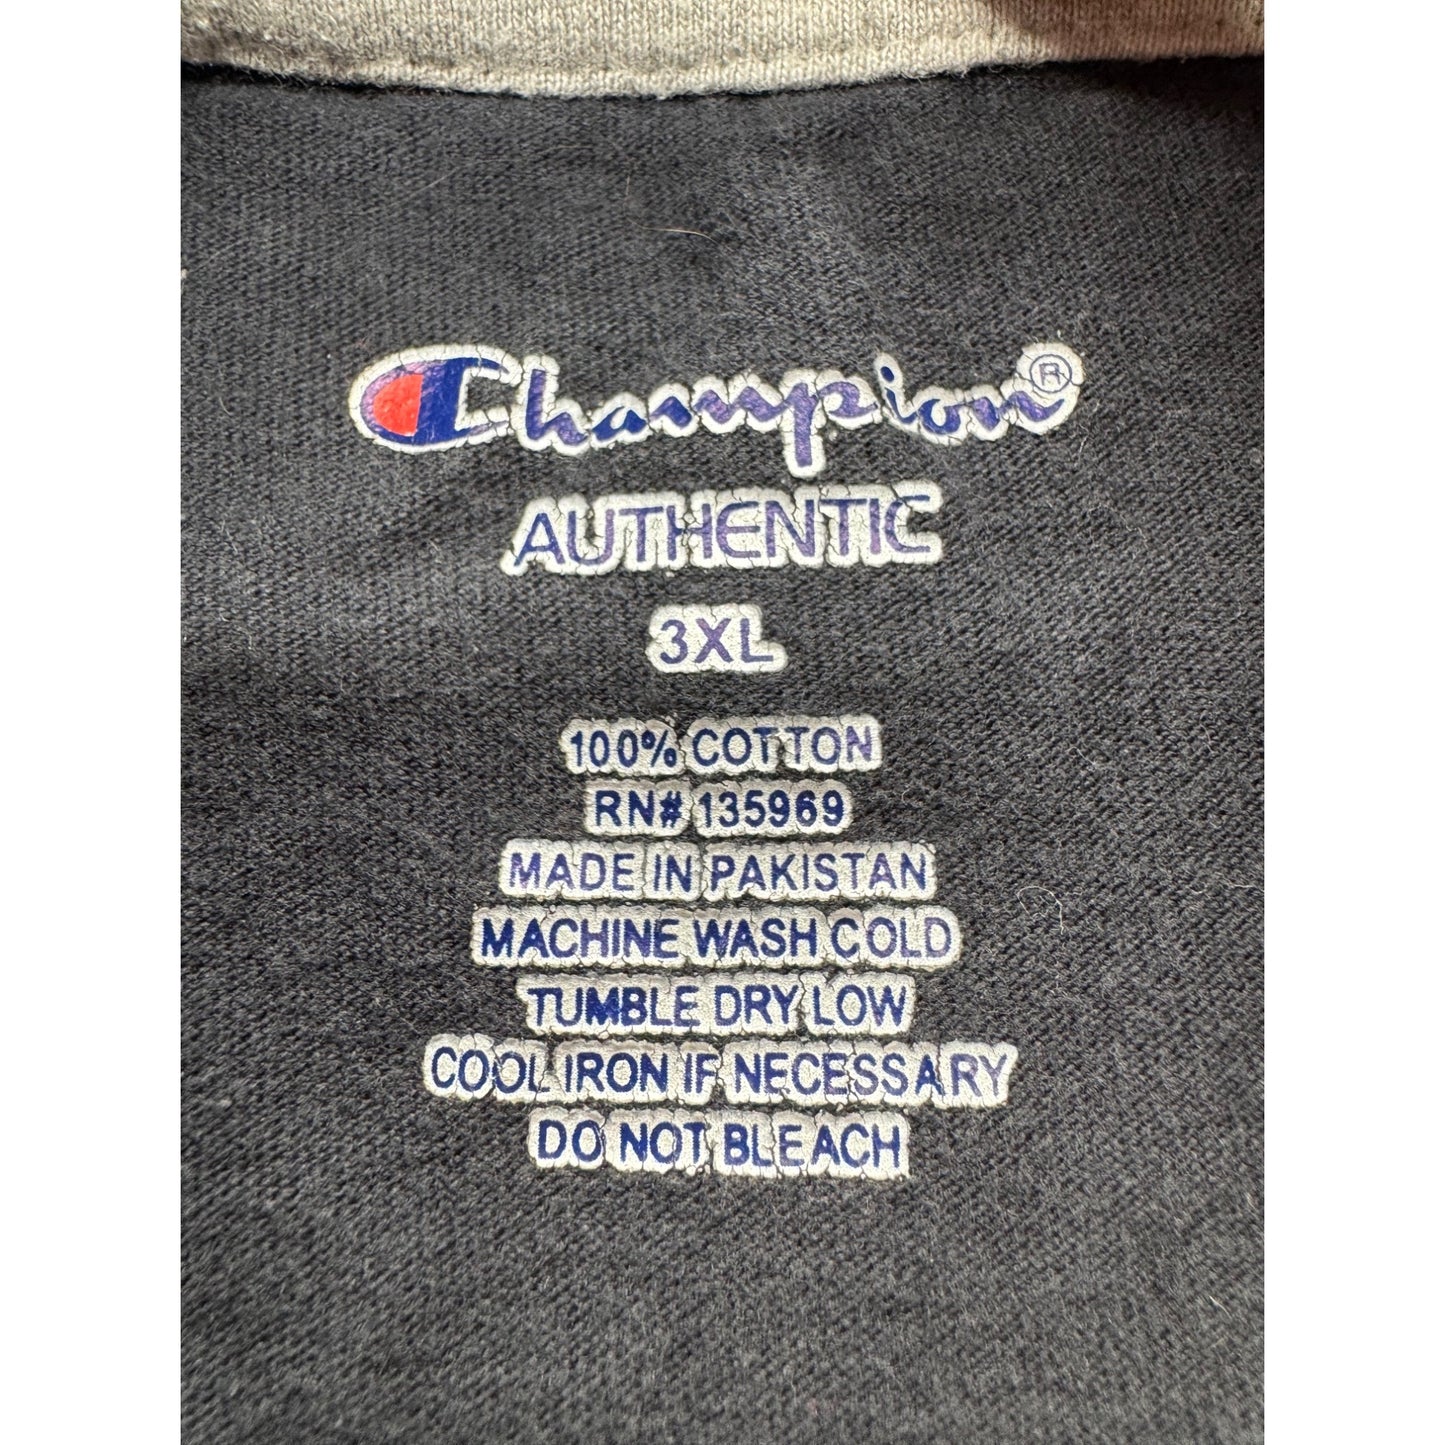 Champion®
AUTHENTIC
3XL
100% COTTON
RN# 135969
MADE IN PAKISTAN
MACHINE WASH COLD
TUMBLE DRY LOW
COOL IRON IF NECESSARY
DO NOT BLEACH